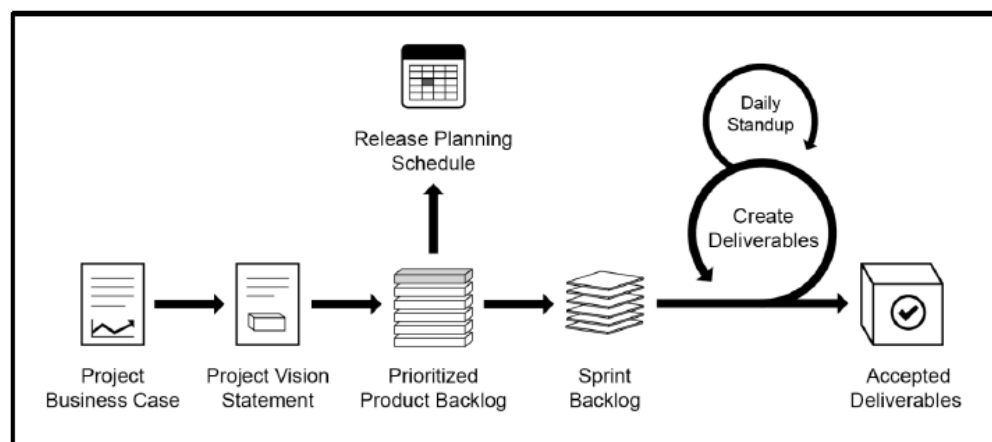 Daily
Standup
Release Planning
Schedule
Create
Deliverables
Project
Business Case
Project Vision
Statement
Prioritized
Product Backlog
Sprint
Backlog
Accepted
Deliverables